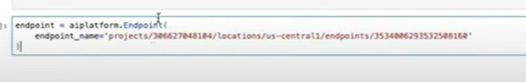 endpoint = aiplatform.Endpoint(
    endpoint_name='projects/306627048104/locations/us-central1/endpoints/3534006293532508160'
)